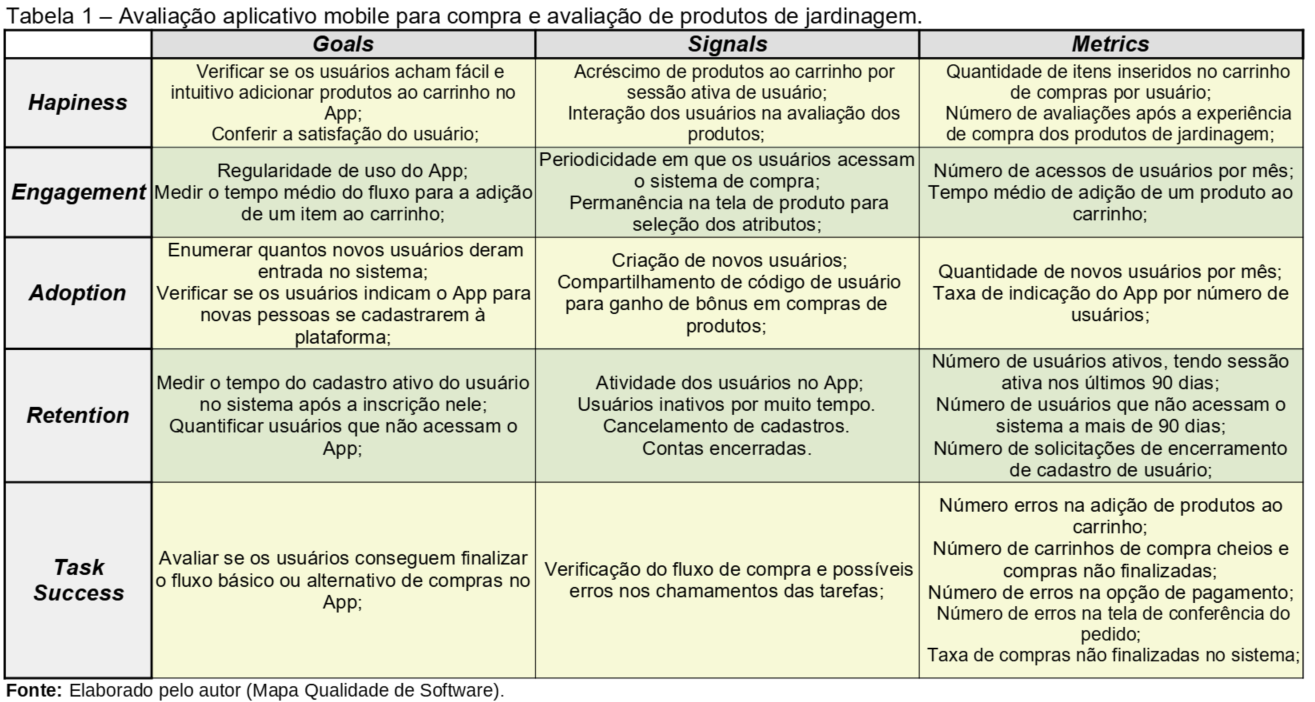 Tabela 1 – Avaliação aplicativo mobile para compra e avaliação de produtos de jardinagem.
Goals
Signals
Metrics
Hapiness
Verificar se os usuários acham fácil e
intuitivo adicionar produtos ao carrinho no
App;
Conferir a satisfação do usuário;
Acréscimo de produtos ao carrinho por
sessão ativa de usuário;
Interação dos usuários na avaliação dos
produtos;
Quantidade de itens inseridos no carrinho
de compras por usuário;
Número de avaliações após a experiência
de compra dos produtos de jardinagem;
Engagement
Regularidade de uso do App;
Medir o tempo médio do fluxo para a adição
de um item ao carrinho;
Periodicidade em que os usuários acessam
o sistema de compra;
Permanência na tela de produto para
seleção dos atributos;
Número de acessos de usuários por mês;
Tempo médio de adição de um produto ao
carrinho;
Adoption
Enumerar quantos novos usuários deram
entrada no sistema;
Verificar se os usuários indicam o App para
novas pessoas se cadastrarem à
plataforma;
Criação de novos usuários;
Compartilhamento de código de usuário
para ganho de bônus em compras de
produtos;
Quantidade de novos usuários por mês;
Taxa de indicação do App por número de
usuários;
Retention
Medir o tempo do cadastro ativo do usuário
no sistema após a inscrição nele;
Quantificar usuários que não acessam o
App;
Atividade dos usuários no App;
Usuários inativos por muito tempo.
Cancelamento de cadastros.
Contas encerradas.
Número de usuários ativos, tendo sessão
ativa nos últimos 90 dias;
Número de usuários que não acessam o
sistema a mais de 90 dias;
Número de solicitações de encerramento
de cadastro de usuário;
Task
Success
Avaliar se os usuários conseguem finalizar
o fluxo básico ou alternativo de compras no
App;
Verificação do fluxo de compra e possíveis
erros nos chamamentos das tarefas;
Número erros na adição de produtos ao
carrinho;
Número de carrinhos de compra cheios e
compras não finalizadas;
Número de erros na opção de pagamento;
Número de erros na tela de conferência do
pedido;
Taxa de compras não finalizadas no sistema;
Fonte: Elaborado pelo autor (Mapa Qualidade de Software).